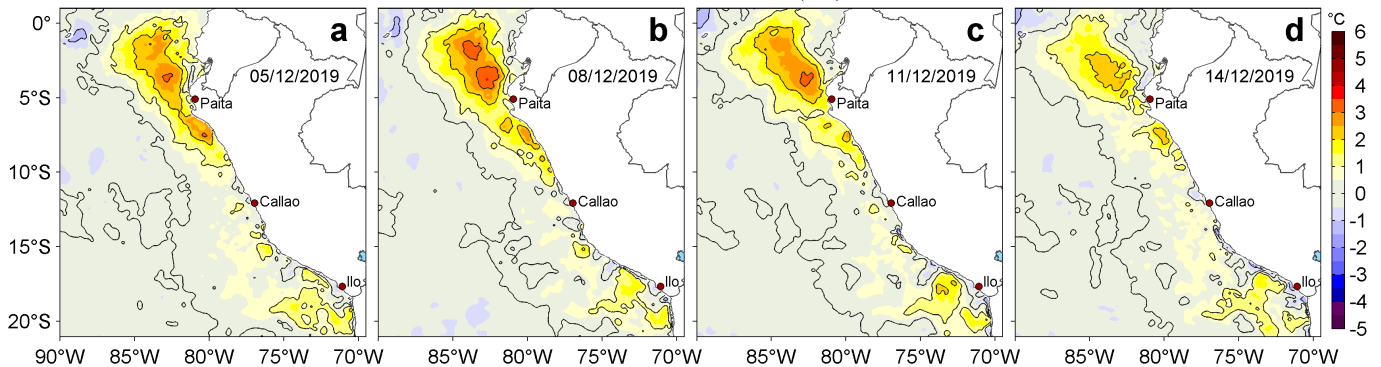 a
b
c
d
°C
05/12/2019
08/12/2019
11/12/2019
14/12/2019
0°
5°S
10°S
15°S
20°S
Paita
Callao
Ilo
Paita
Callao
Ilo
Paita
Callao
Ilo
Paita
Callao
Ilo
90°W 85°W 80°W 75°W 70°W
85°W 80°W 75°W 70°W
85°W 80°W 75°W 70°W
85°W 80°W 75°W 70°W
6
5
4
3
2
1
0
-1
-2
-3
-4
-5